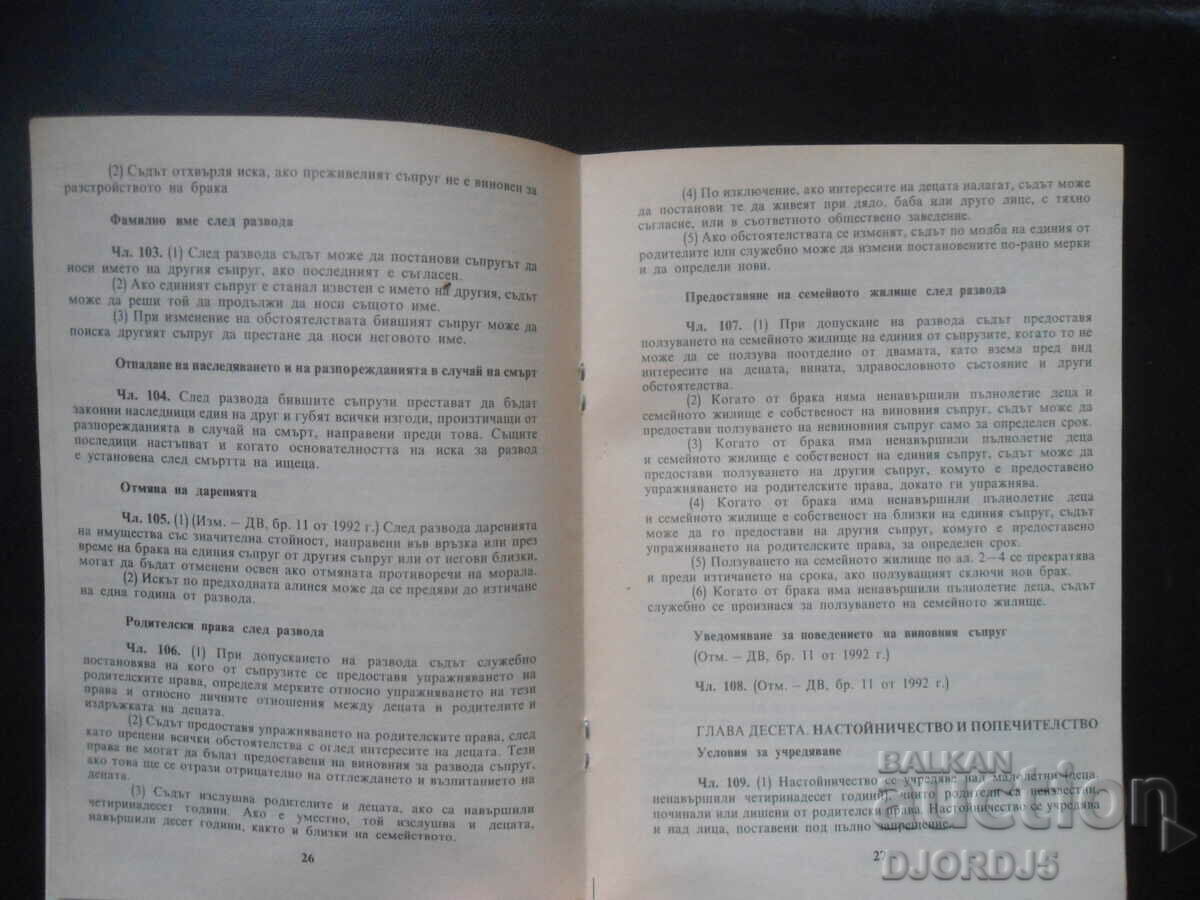 (2) Съдът отхвърля иска, ако преживелият съпруг не е виновен за
разстройството на брака
Фамилно име след развода
Чл. 103. (1) След развода съдът може да постанови съпругът да
носи името на другия съпруг, ако последният е съгласен.
(2) Ако единият съпруг е станал известен с името на другия, съдът
може да реши той да продължи да носи същото име.
(3) При изменение на обстоятелствата бившият съпруг може да
поиска другият съпруг да престане да носи неговото име.
Отпадане на наследяването и на разпорежданията в случай на смърт
Чл. 104. След развода бившите съпрузи престават да бъдат
законни наследници един на друг и губят всички изгоди, произтичащи от
разпорежданията в случай на смърт, направени преди това. Същите
последици настъпват и когато основателността на иска за развод
е установена след смъртта на ищеца.
Отмяна на даренията
Чл. 105. (1) (Изм. – ДВ, бр. 11 от 1992 г.) След развода даренията
на имущества със значителна стойност, направени във връзка или през
време на брака на единия съпруг от другия съпруг или от негови близки,
могат да бъдат отменени освен ако отмяната противоречи на морала.
(2) Искът по предходната алинея може да се предяви до изтичане
на една година от развода.
Родителски права след развода
Чл. 106. (1) При допускането на развода съдът служебно
постановява на кого от съпрузите се предоставя упражняването на
родителските права, определя мерките относно упражняването на тези
права и относно личните отношения между децата и родителите и
издръжката на децата.
(2) Съдът предоставя упражняването на родителските права, след
като прецени всички обстоятелства с оглед интересите на децата. Тези
права не могат да бъдат предоставени на виновния за развода съпруг,
ако това ще се отрази отрицателно на отглеждането и възпитанието на
децата.
(3) Съдът изслушва родителите и децата, ако са навършили
четиринадесет години. Ако е уместно, той изслушва и децата,
навършили десет години, както и близки на семейството.
26
(4) По изключение, ако интересите на децата налагат, съдът може
да постанови те да живеят при дядо, баба или друго лице, с тяхно
съгласие, или в съответното обществено заведение.
(5) Ако обстоятелствата се изменят, съдът по молба на единия от
родителите или служебно може да измени постановените по-рано мерки
и да определи нови.
Предоставяне на семейното жилище след развода
Чл. 107. (1) При допускане на развода съдът предоставя
ползуването на семейното жилище на единия от съпрузите, когато то не
може да се ползува поотделно от двамата, като взема пред вид
интересите на децата, вината, здравословното състояние и други
обстоятелства.
(2) Когато от брака няма ненавършили пълнолетие деца и
семейното жилище е собственост на виновния съпруг, съдът може да
предостави ползуването на невиновния съпруг само за определен срок.
(3) Когато от брака има ненавършили пълнолетие деца
и семейното жилище е собственост на единия съпруг, съдът може да
предостави ползуването на другия съпруг, комуто е предоставено
упражняването на родителските права, докато ги упражнява.
(4) Когато от брака има ненавършили пълнолетие деца
и семейното жилище е собственост на близки на единия съпруг, съдът
може да го предостави на другия съпруг, комуто е предоставено
упражняването на родителските права, за определен срок.
(5) Ползуването на семейното жилище по ал. 2—4 се прекратява
и преди изтичането на срока, ако ползуващият сключи нов брак.
(6) Когато от брака има ненавършили пълнолетие деца, съдът
служебно се произнася за ползуването на семейното жилище.
Уведомяване за поведението на виновния съпруг
(Отм. – ДВ, бр. 11 от 1992 г.)
Чл. 108. (Отм. – ДВ, бр. 11 от 1992 г.)
ГЛАВА ДЕСЕТА. НАСТОЙНИЧЕСТВО И ПОПЕЧИТЕЛСТВО
Условия за учредяване
Чл. 109. (1) Настойничество се учредява над малолетни (деца,
ненавършили четиринадесет години), чиито родители са неизвестни,
починали или лишени от родителски права. Настойничество се учредява
и над лица, поставени под пълно запрещение.
27
BALKAN
auction
DJORDJ5